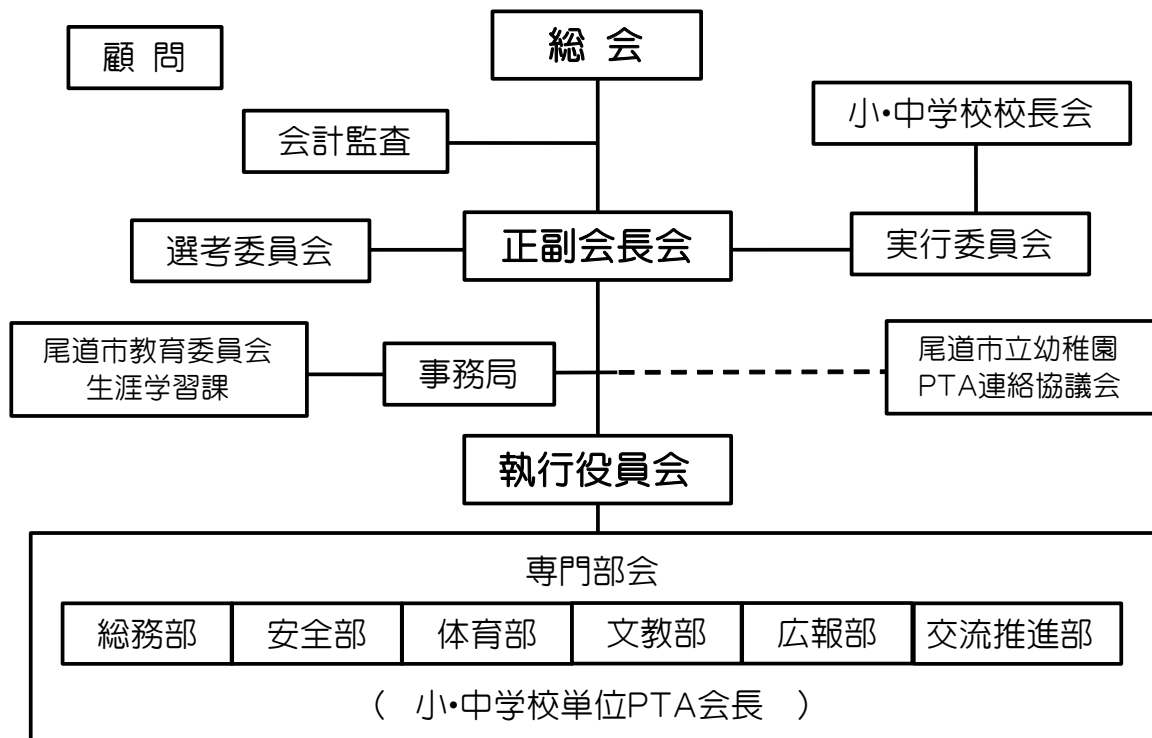 総 会
顧 問
小・中学校校長会
会計監査
選考委員会
正副会長会
実行委員会
尾道市教育委員会
生涯学習課
事務局
尾道市立幼稚園
PTA連絡協議会
執行役員会
専門部会
総務部
安全部
体育部
文教部
広報部
交流推進部
( 小・中学校単位PTA会長 )